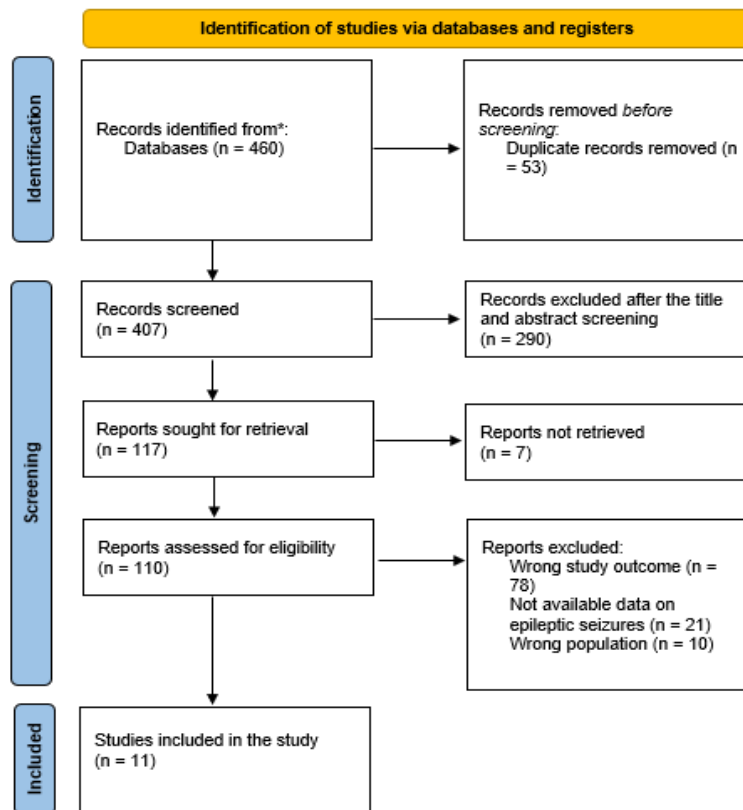 Identification of studies via databases and registers
Identification
Records identified from*:
Databases (n = 460)
Records removed before
screening:
Duplicate records removed (n
= 53)
Screening
Records screened
(n = 407)
Records excluded after the title
and abstract screening
(n = 290)
Reports sought for retrieval
(n = 117)
Reports not retrieved
(n = 7)
Reports assessed for eligibility
(n = 110)
Reports excluded:
Wrong study outcome (n =
78)
Not available data on
epileptic seizures (n = 21)
Wrong population (n = 10)
Included
Studies included in the study
(n = 11)